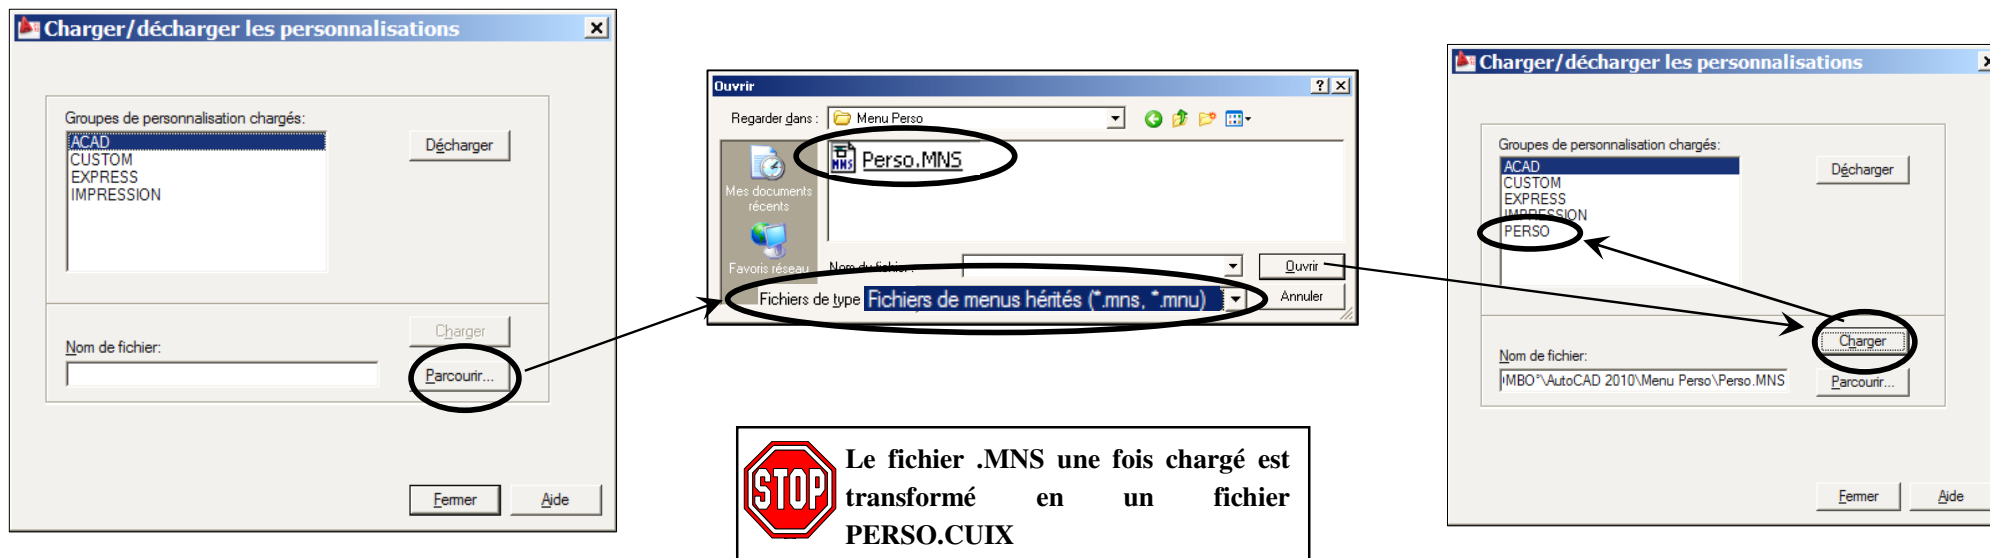 Charger/décharger les personnalisations
Groupes de personnalisation chargés:
ACAD
CUSTOM
EXPRESS
IMPRESSION
Décharger
Charger
Nom de fichier:
Parcourir...
Fermer
Aide
Ouvrir
Regarder dans :
Menu Perso
MNS
Perso.MNS
Mes documents
récents
Favoris réseau
Nom du fichier :
Ouvrir
Fichiers de type
Fichiers de menus hérités (*.mns, *.mnu)
Annuler
STOP
Le fichier .MNS une fois chargé est
transformé en un fichier
PERSO.CUIX
Charger/décharger les personnalisations
Groupes de personnalisation chargés:
ACAD
CUSTOM
EXPRESS
IMPRESSION
PERSO
Décharger
Charger
Nom de fichier:
MBO°\AutoCAD 2010\Menu Perso\Perso.MNS
Parcourir...
Fermer
Aide